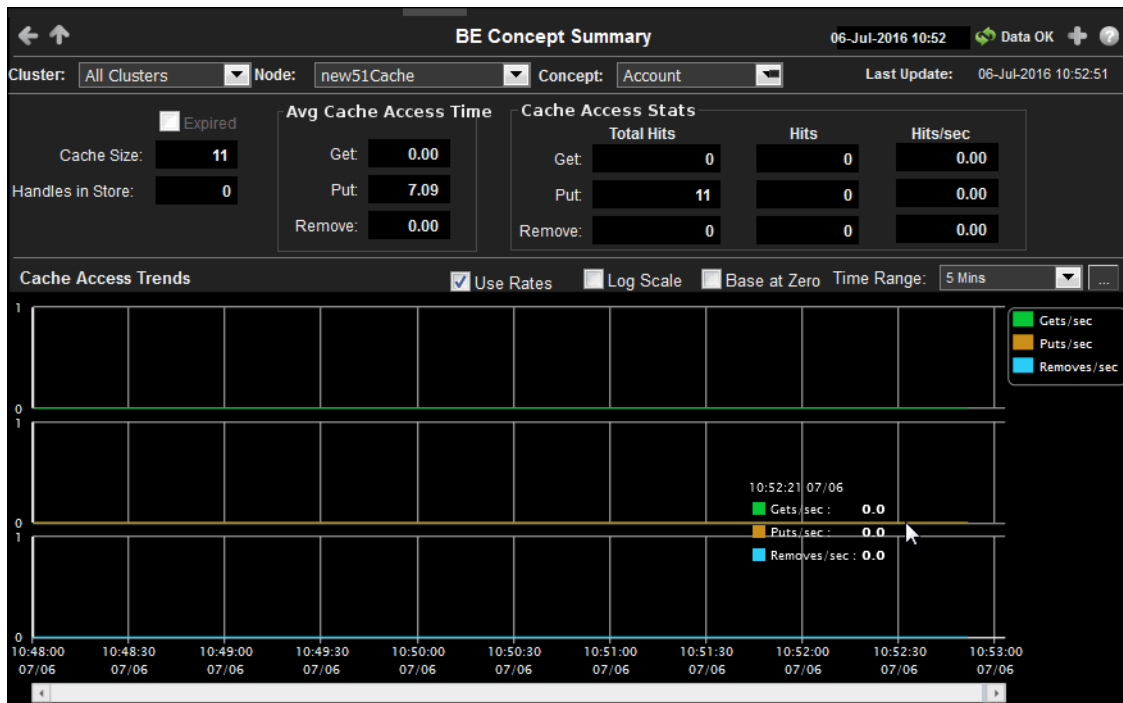 BE Concept Summary 06-Jul-2016 10:52 Data OK
Cluster: All Clusters Node: new51Cache Concept: Account Last Update: 06-Jul-2016 10:52:51
Expired Avg Cache Access Time Cache Access Stats
Total Hits Hits Hits/sec
Cache Size: 11 Get: 0.00 Get: 0 0 0.00
Handles in Store: 0 Put: 7.09 Put: 11 0 0.00
Remove: 0.00 Remove: 0 0 0.00
Cache Access Trends Use Rates Log Scale Base at Zero Time Range: 5 Mins ...
1
Gets/sec
Puts/sec
Removes/sec
0
1
10:52:21 07/06
Gets/sec : 0.0
0
Puts/sec : 0.0
1
Removes/sec : 0.0
0
10:48:00 10:48:30 10:49:00 10:49:30 10:50:00 10:50:30 10:51:00 10:51:30 10:52:00 10:52:30 10:53:00
07/06 07/06 07/06 07/06 07/06 07/06 07/06 07/06 07/06 07/06 07/06